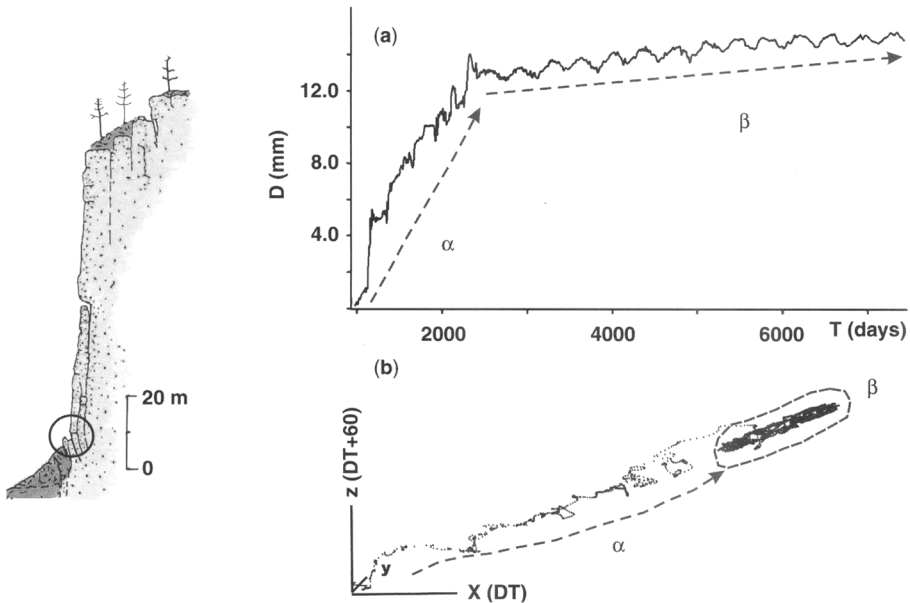 (a)
12.0
8.0
4.0
D (mm)
α
β
2000
4000
6000
T (days)
20 m
0
(b)
z (DT+60)
y
X (DT)
α
β